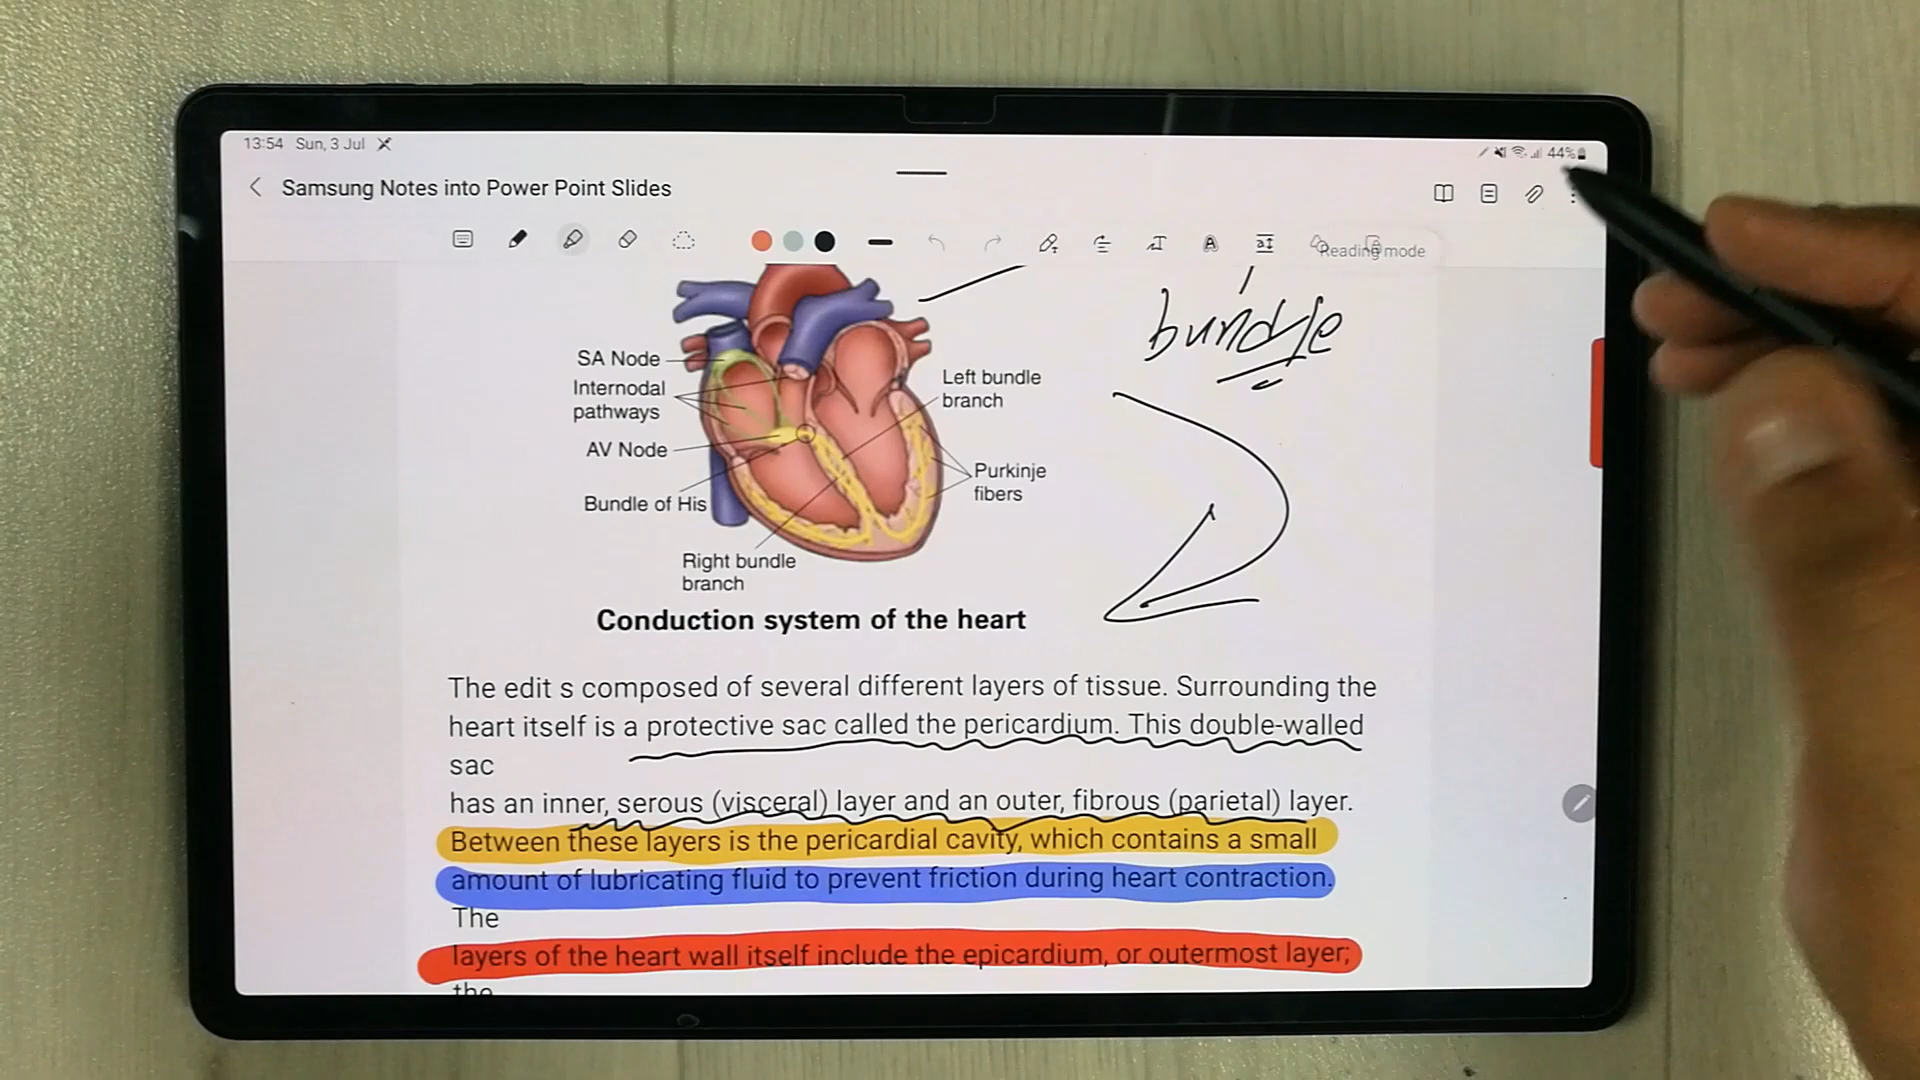 13:54 Sun, 3 Jul
44%
Samsung Notes into Power Point Slides
Reading mode
bundle
SA Node
Internodal
pathways
AV Node
Bundle of His
Right bundle
branch
Left bundle
branch
Purkinje
fibers
Conduction system of the heart
The edit s composed of several different layers of tissue. Surrounding the
heart itself is a protective sac called the pericardium. This double-walled
sac
has an inner, serous (visceral) layer and an outer, fibrous (parietal) layer.
Between these layers is the pericardial cavity, which contains a small
amount of lubricating fluid to prevent friction during heart contraction.
The
layers of the heart wall itself include the epicardium, or outermost layer;
the